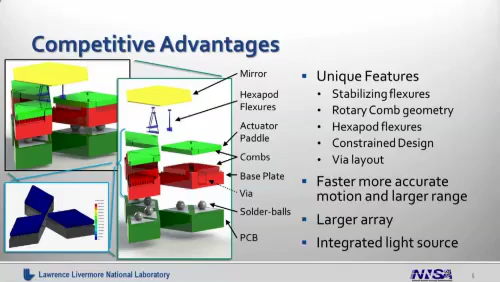 Competitive Advantages
Mirror
Hexapod
Flexures
Actuator
Paddle
Combs
Base Plate
Via
Solder-balls
PCB
▪ Unique Features
• Stabilizing flexures
• Rotary Comb geometry
• Hexapod flexures
• Constrained Design
• Via layout
▪ Faster more accurate
motion and larger range
▪ Larger array
▪ Integrated light source
Lawrence Livermore National Laboratory
NNSA